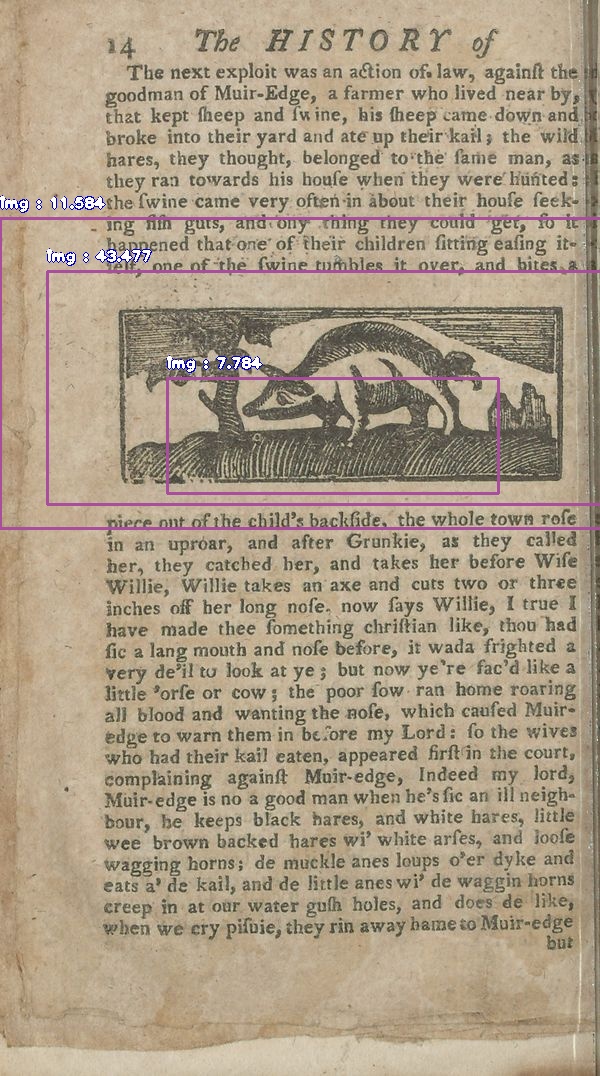 14 The HISTORY of
The next exploit was an action of. law, againſt the
goodman of Muir-Edge, a farmer who lived near by,
that kept ſheep and ſwine, his ſheep came down and
broke into their yard and ate up their kail; the wild
hares, they thought, belonged to the ſame man, as
they ran towards his houſe when they were hunted:
the ſwine came very often in about their houſe ſeek-
img : 11.584
ing fiſh guts, and ony thing they could get, ſo it
happened that one of their children ſitting eaſing it-
img : 43.477
ſelf, one of the ſwine tumbles it over, and bites a
img : 7.784
piece out of the child's backſide, the whole town roſe
in an uproar, and after Grunkie, as they called
her, they catched her, and takes her before Wiſe
Willie, Willie takes an axe and cuts two or three
inches off her long noſe. now ſays Willie, I true I
have made thee ſomething chriſtian like, thou had
ſic a lang mouth and noſe before, it wada frighted a
very de'il to look at ye; but now ye're fac'd like a
little 'orſe or cow; the poor ſow ran home roaring
all blood and wanting the noſe, which cauſed Muir-
edge to warn them in before my Lord: ſo the wives
who had their kail eaten, appeared firſt in the court,
complaining againſt Muir-edge, Indeed my lord,
Muir-edge is no a good man when he's ſic an ill neigh-
bour, he keeps black hares, and white hares, little
wee brown backed hares wi' white arſes, and looſe
wagging horns; de muckle anes loups o'er dyke and
eats a' de kail, and de little anes wi' de waggin horns
creep in at our water guſh holes, and does de like,
when we cry piſuie, they rin away hame to Muir-edge
but